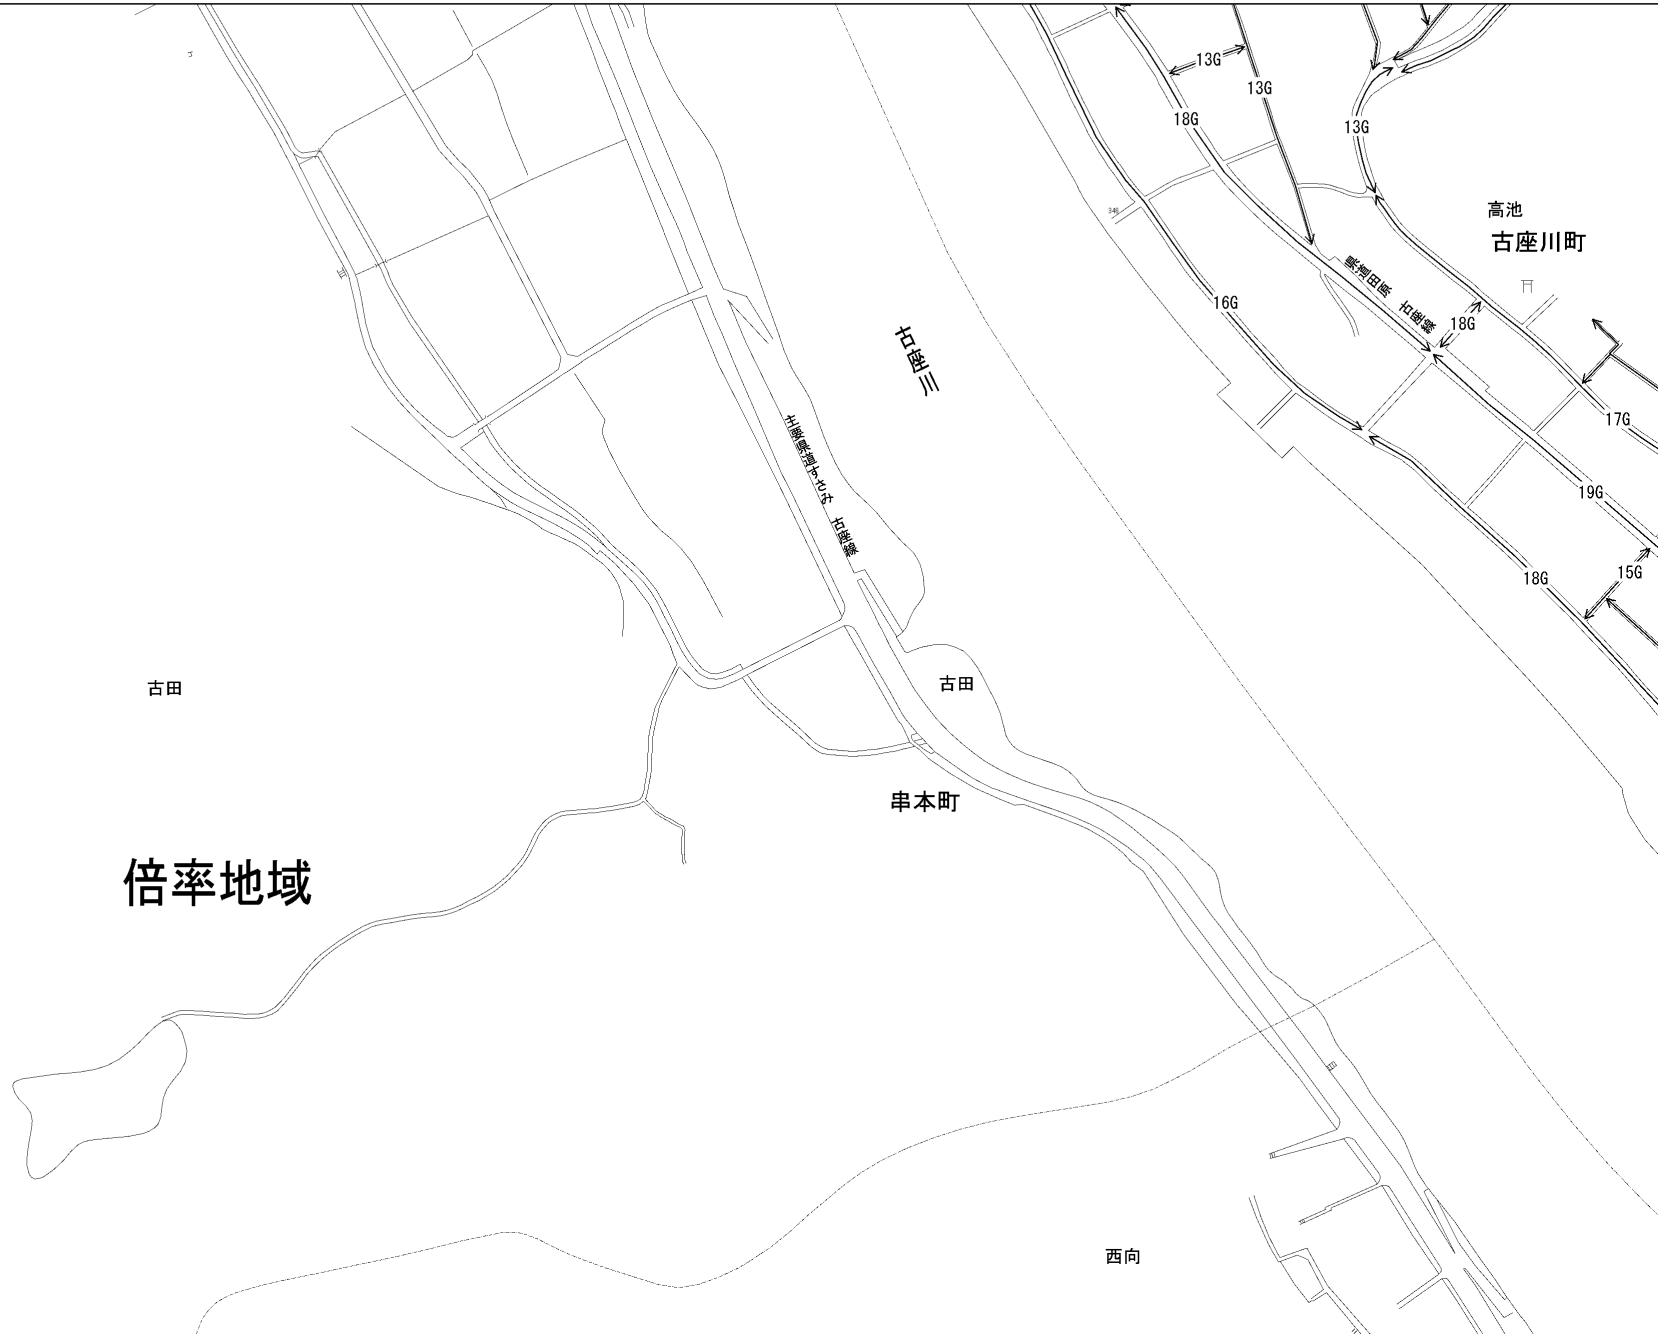 13G
13G
18G
13G
高池
古座川町
県道田原 古座線
16G
18G
古座川
17G
主要県道すさみ 古座線
19G
15G
18G
古田
古田
串本町
倍率地域
西向